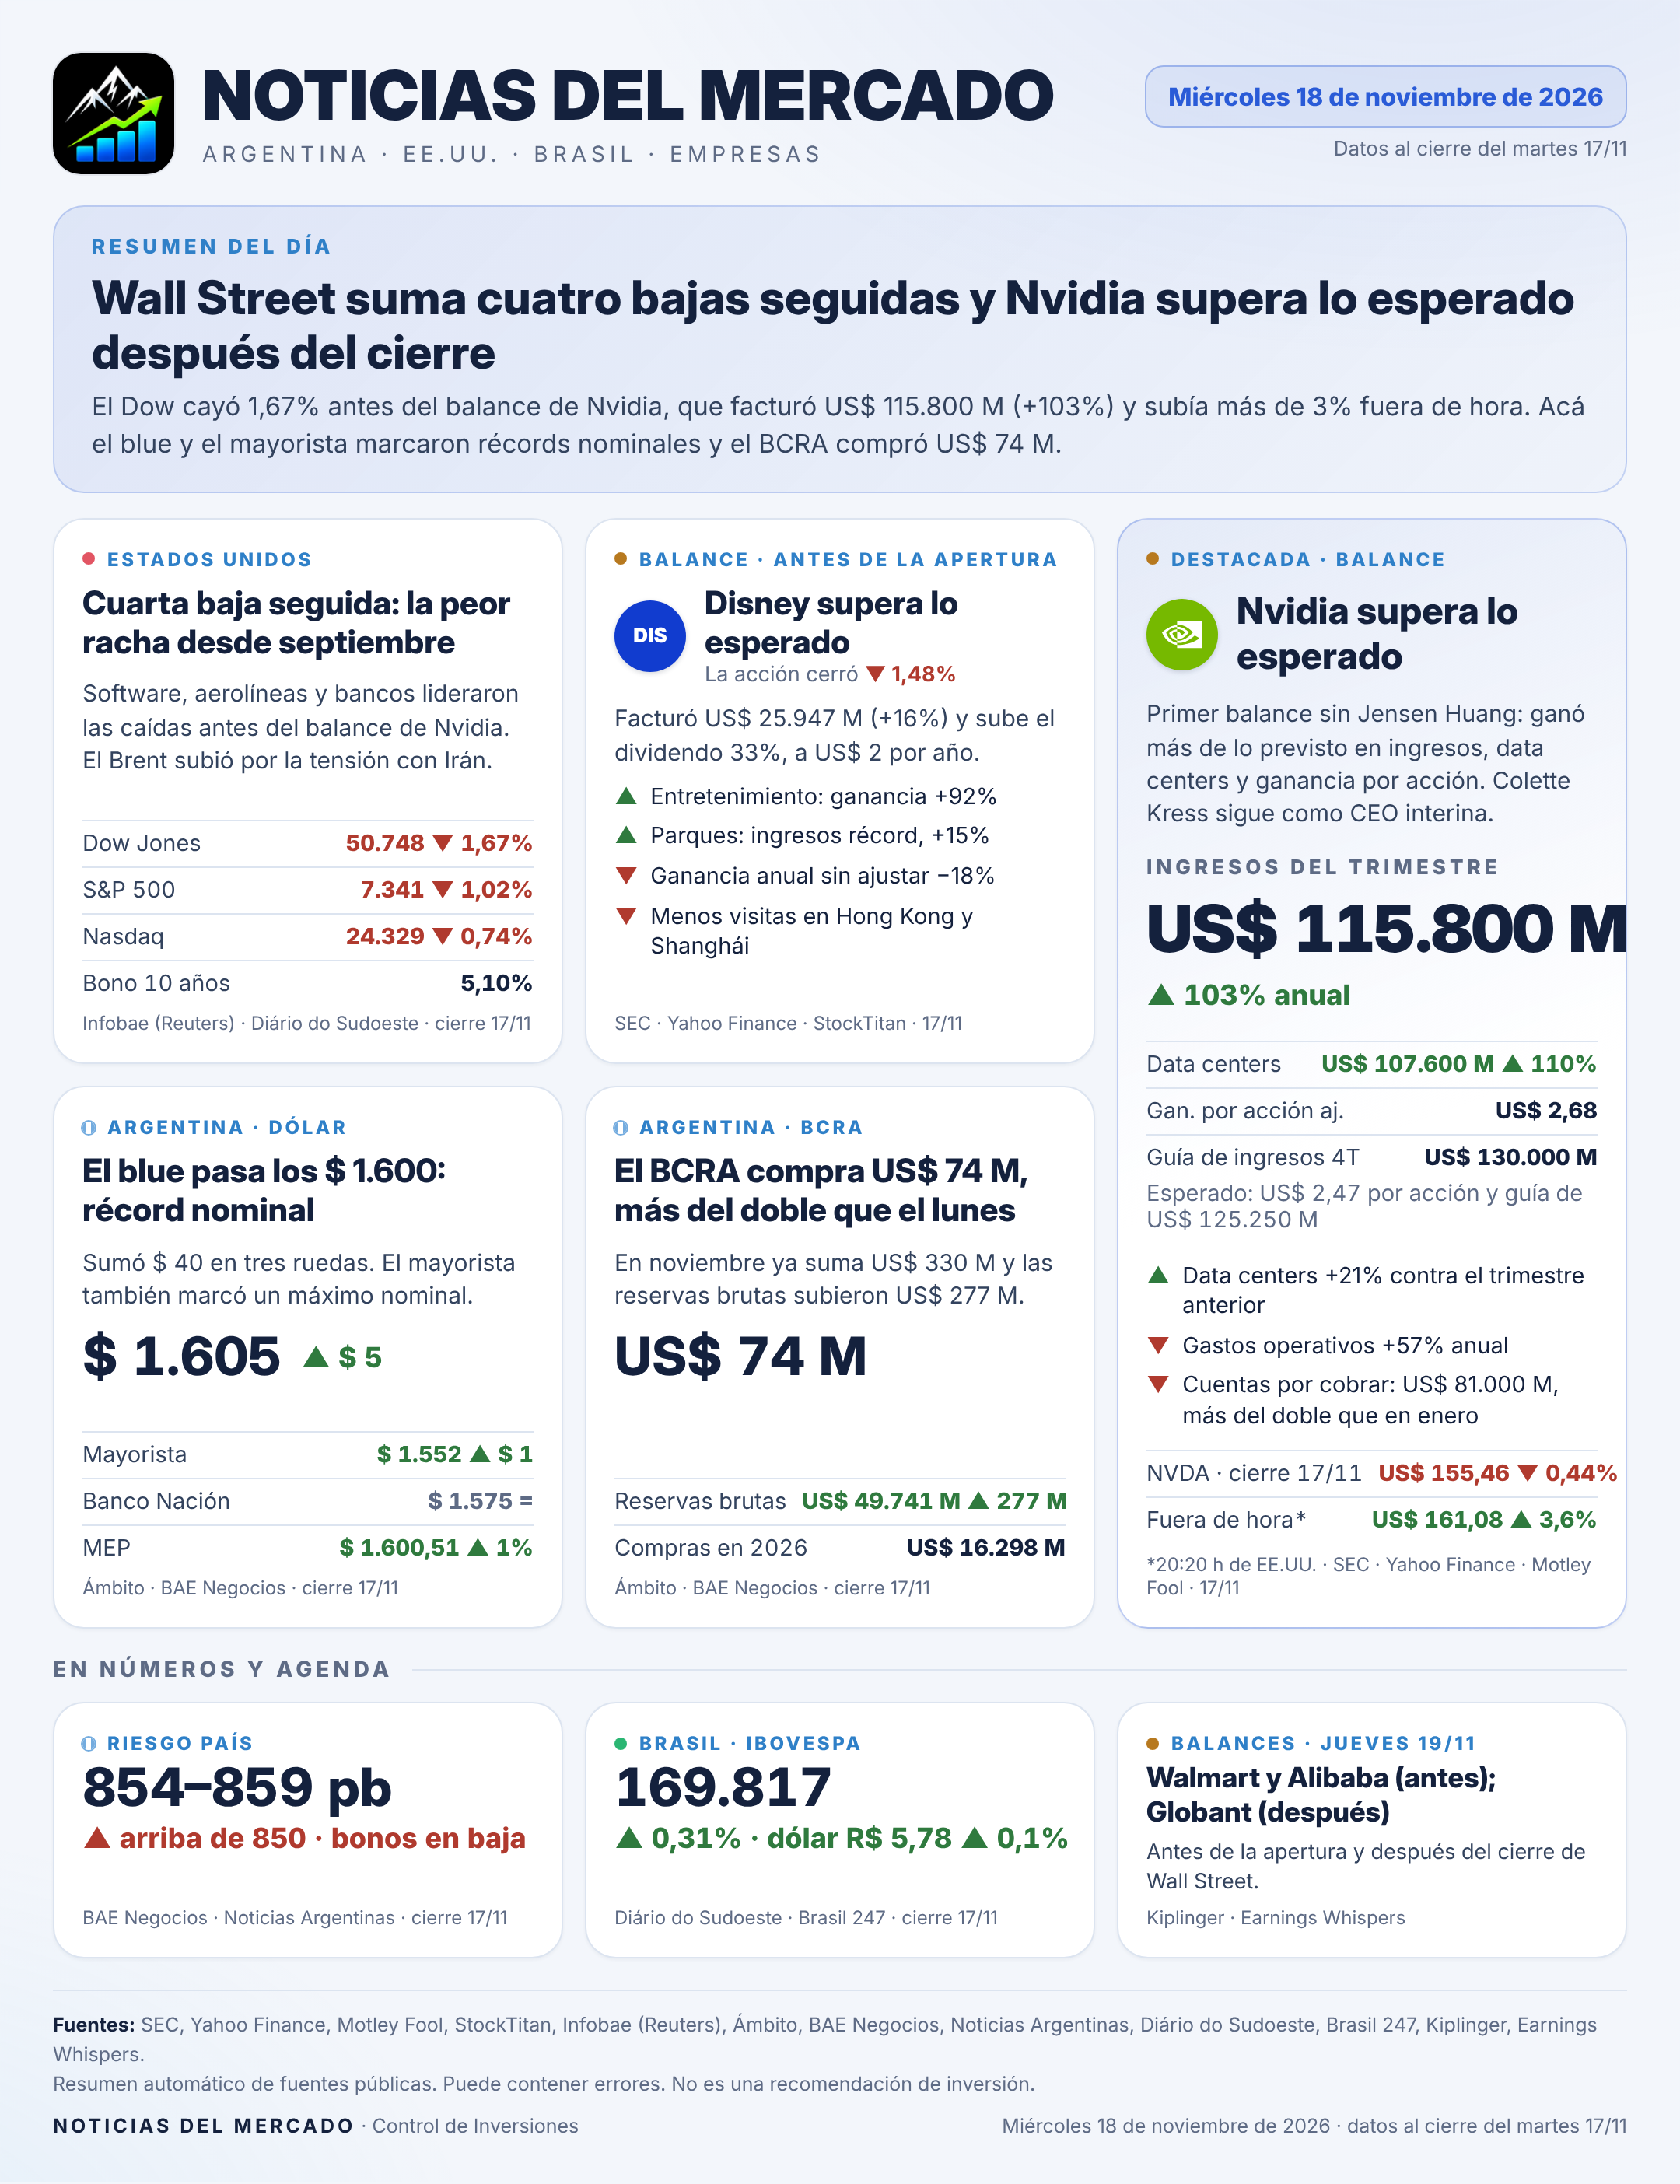 NOTICIAS DEL MERCADO
ARGENTINA · EE.UU. · BRASIL · EMPRESAS
Miércoles 18 de noviembre de 2026
Datos al cierre del martes 17/11
RESUMEN DEL DÍA
Wall Street suma cuatro bajas seguidas y Nvidia supera lo esperado
después del cierre
El Dow cayó 1,67% antes del balance de Nvidia, que facturó US$ 115.800 M (+103%) y subía más de 3% fuera de hora. Acá
el blue y el mayorista marcaron récords nominales y el BCRA compró US$ 74 M.
ESTADOS UNIDOS
Cuarta baja seguida: la peor
racha desde septiembre
Software, aerolíneas y bancos lideraron
las caídas antes del balance de Nvidia.
El Brent subió por la tensión con Irán.
Dow Jones 50.748 ▼ 1,67%
S&P 500 7.341 ▼ 1,02%
Nasdaq 24.329 ▼ 0,74%
Bono 10 años 5,10%
Infobae (Reuters) · Diário do Sudoeste · cierre 17/11
BALANCE · ANTES DE LA APERTURA
DIS
Disney supera lo
esperado
La acción cerró ▼ 1,48%
Facturó US$ 25.947 M (+16%) y sube el
dividendo 33%, a US$ 2 por año.
▲ Entretenimiento: ganancia +92%
▲ Parques: ingresos récord, +15%
▼ Ganancia anual sin ajustar −18%
▼ Menos visitas en Hong Kong y
Shanghái
SEC · Yahoo Finance · StockTitan · 17/11
DESTACADA · BALANCE
Nvidia supera lo
esperado
Primer balance sin Jensen Huang: ganó
más de lo previsto en ingresos, data
centers y ganancia por acción. Colette
Kress sigue como CEO interina.
INGRESOS DEL TRIMESTRE
US$ 115.800 M
▲ 103% anual
Data centers US$ 107.600 M ▲ 110%
Gan. por acción aj. US$ 2,68
Guía de ingresos 4T US$ 130.000 M
Esperado: US$ 2,47 por acción y guía de
US$ 125.250 M
▲ Data centers +21% contra el trimestre
anterior
▼ Gastos operativos +57% anual
▼ Cuentas por cobrar: US$ 81.000 M,
más del doble que en enero
NVDA · cierre 17/11 US$ 155,46 ▼ 0,44%
Fuera de hora* US$ 161,08 ▲ 3,6%
*20:20 h de EE.UU. · SEC · Yahoo Finance · Motley
Fool · 17/11
ARGENTINA · DÓLAR
El blue pasa los $ 1.600:
récord nominal
Sumó $ 40 en tres ruedas. El mayorista
también marcó un máximo nominal.
$ 1.605 ▲ $ 5
Mayorista $ 1.552 ▲ $ 1
Banco Nación $ 1.575 =
MEP $ 1.600,51 ▲ 1%
Ámbito · BAE Negocios · cierre 17/11
ARGENTINA · BCRA
El BCRA compra US$ 74 M,
más del doble que el lunes
En noviembre ya suma US$ 330 M y las
reservas brutas subieron US$ 277 M.
US$ 74 M
Reservas brutas US$ 49.741 M ▲ 277 M
Compras en 2026 US$ 16.298 M
Ámbito · BAE Negocios · cierre 17/11
EN NÚMEROS Y AGENDA
RIESGO PAÍS
854–859 pb
▲ arriba de 850 · bonos en baja
BAE Negocios · Noticias Argentinas · cierre 17/11
BRASIL · IBOVESPA
169.817
▲ 0,31% · dólar R$ 5,78 ▲ 0,1%
Diário do Sudoeste · Brasil 247 · cierre 17/11
BALANCES · JUEVES 19/11
Walmart y Alibaba (antes);
Globant (después)
Antes de la apertura y después del cierre de
Wall Street.
Kiplinger · Earnings Whispers
Fuentes: SEC, Yahoo Finance, Motley Fool, StockTitan, Infobae (Reuters), Ámbito, BAE Negocios, Noticias Argentinas, Diário do Sudoeste, Brasil 247, Kiplinger, Earnings
Whispers.
Resumen automático de fuentes públicas. Puede contener errores. No es una recomendación de inversión.
NOTICIAS DEL MERCADO · Control de Inversiones
Miércoles 18 de noviembre de 2026 · datos al cierre del martes 17/11